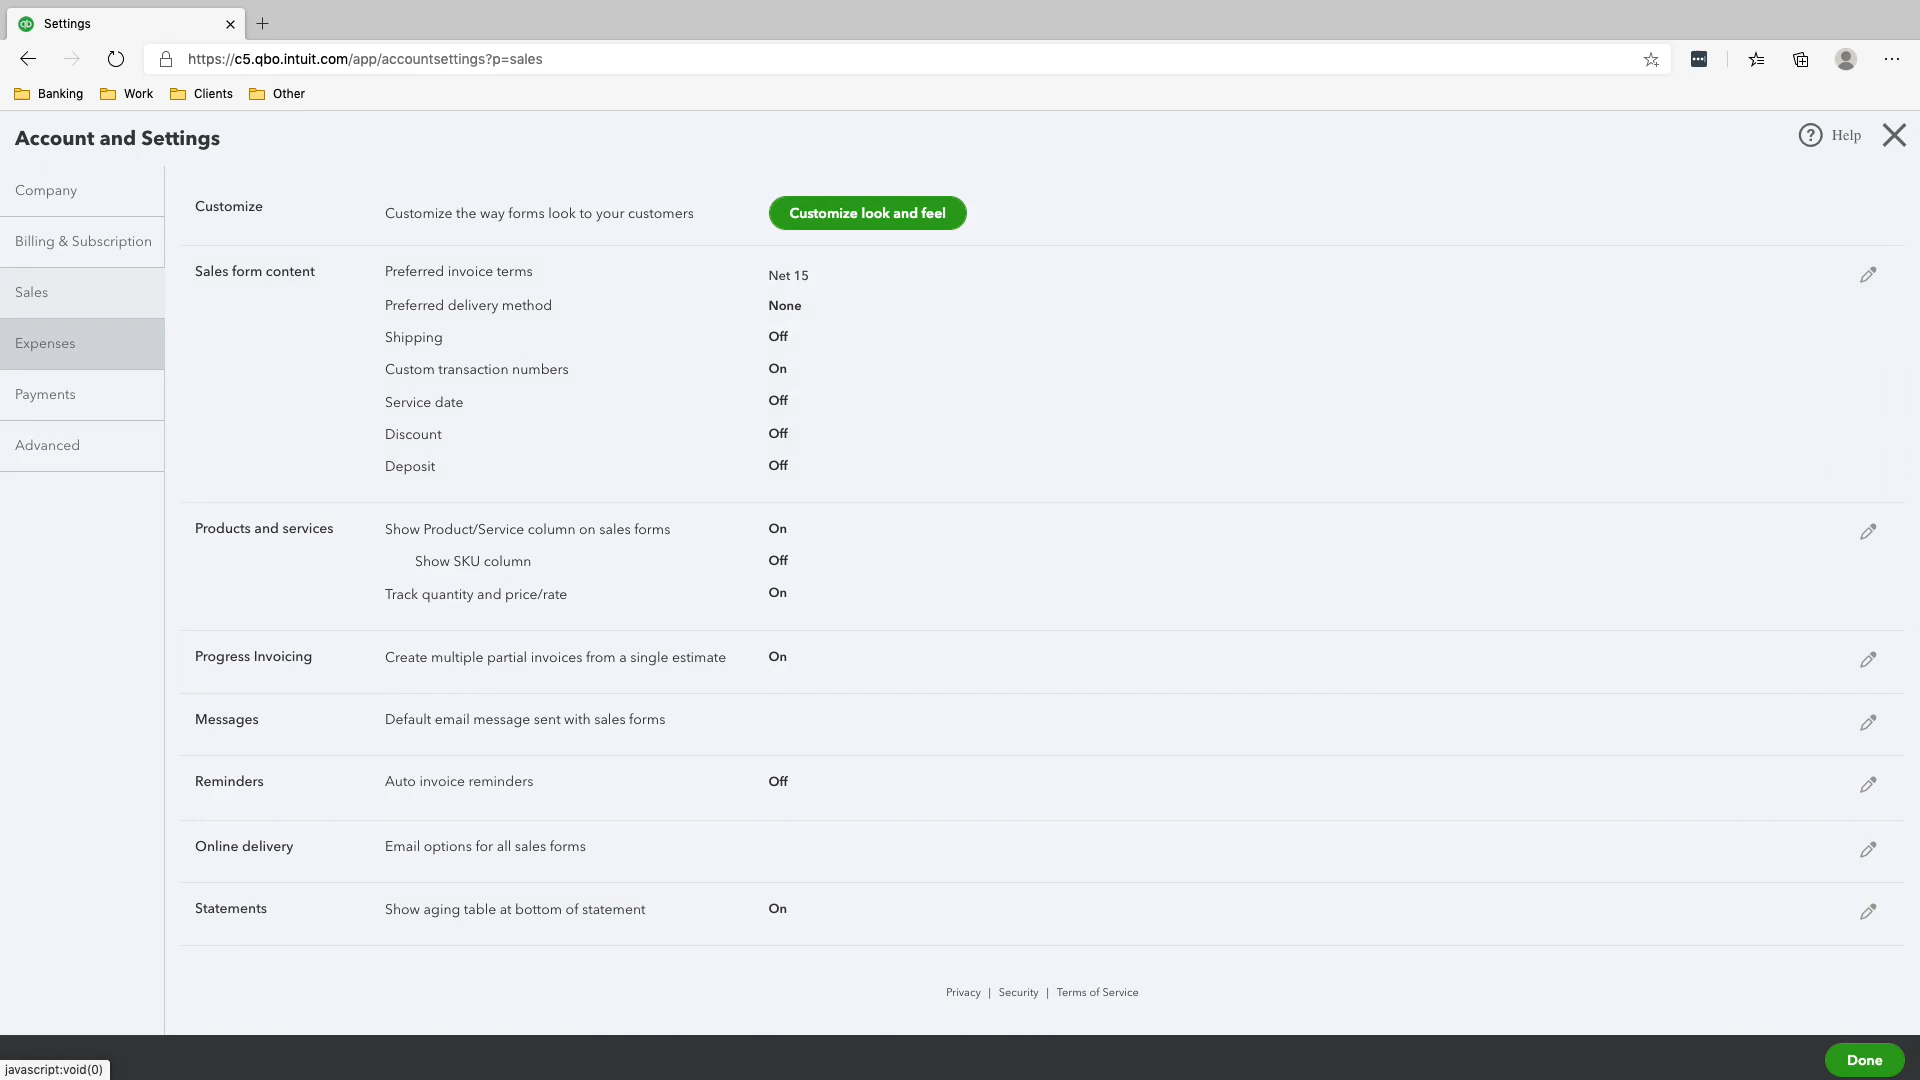 Settings
https://c5.qbo.intuit.com/app/accountsettings?p=sales
Banking Work Clients Other
Account and Settings
Help
Company
Billing & Subscription
Sales
Expenses
Payments
Advanced
Customize Customize the way forms look to your customers Customize look and feel
Sales form content Preferred invoice terms Net 15
Preferred delivery method None
Shipping Off
Custom transaction numbers On
Service date Off
Discount Off
Deposit Off
Products and services Show Product/Service column on sales forms On
Show SKU column Off
Track quantity and price/rate On
Progress Invoicing Create multiple partial invoices from a single estimate On
Messages Default email message sent with sales forms
Reminders Auto invoice reminders Off
Online delivery Email options for all sales forms
Statements Show aging table at bottom of statement On
Privacy | Security | Terms of Service
javascript:void(0)
Done